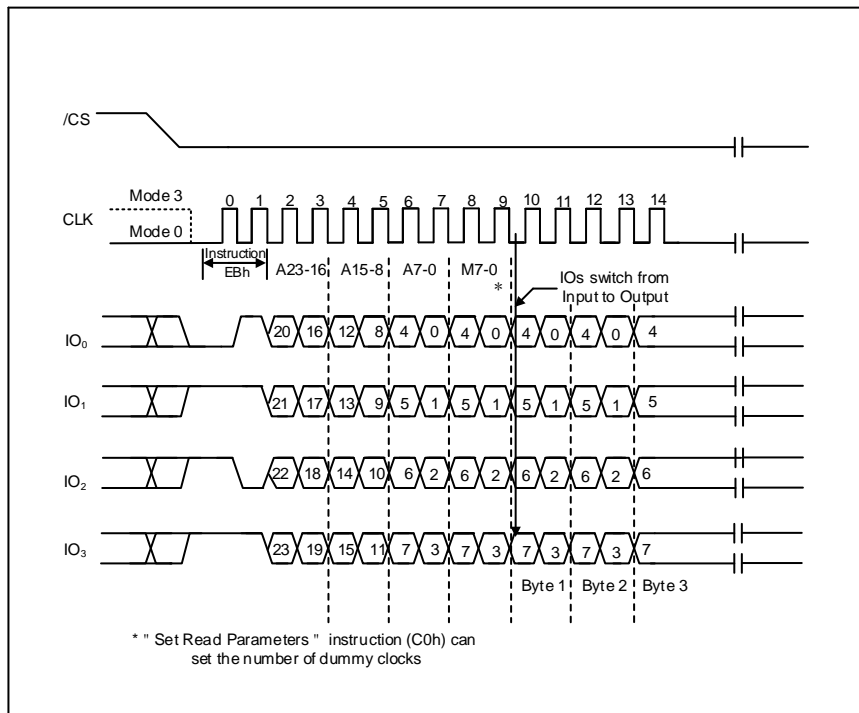 /CS
Mode 3
0 1 2 3 4 5 6 7 8 9 10 11 12 13 14
CLK
Mode 0
Instruction
EBh
A23-16 A15-8 A7-0 M7-0
*
IOs switch from
Input to Output
IO₀ 20 16 12 8 4 0 4 0 4 0 4 0 4
IO₁ 21 17 13 9 5 1 5 1 5 1 5 1 5
IO₂ 22 18 14 10 6 2 6 2 6 2 6 2 6
IO₃ 23 19 15 11 7 3 7 3 7 3 7 3 7
Byte 1 Byte 2 Byte 3
* " Set Read Parameters " instruction (C0h) can
set the number of dummy clocks